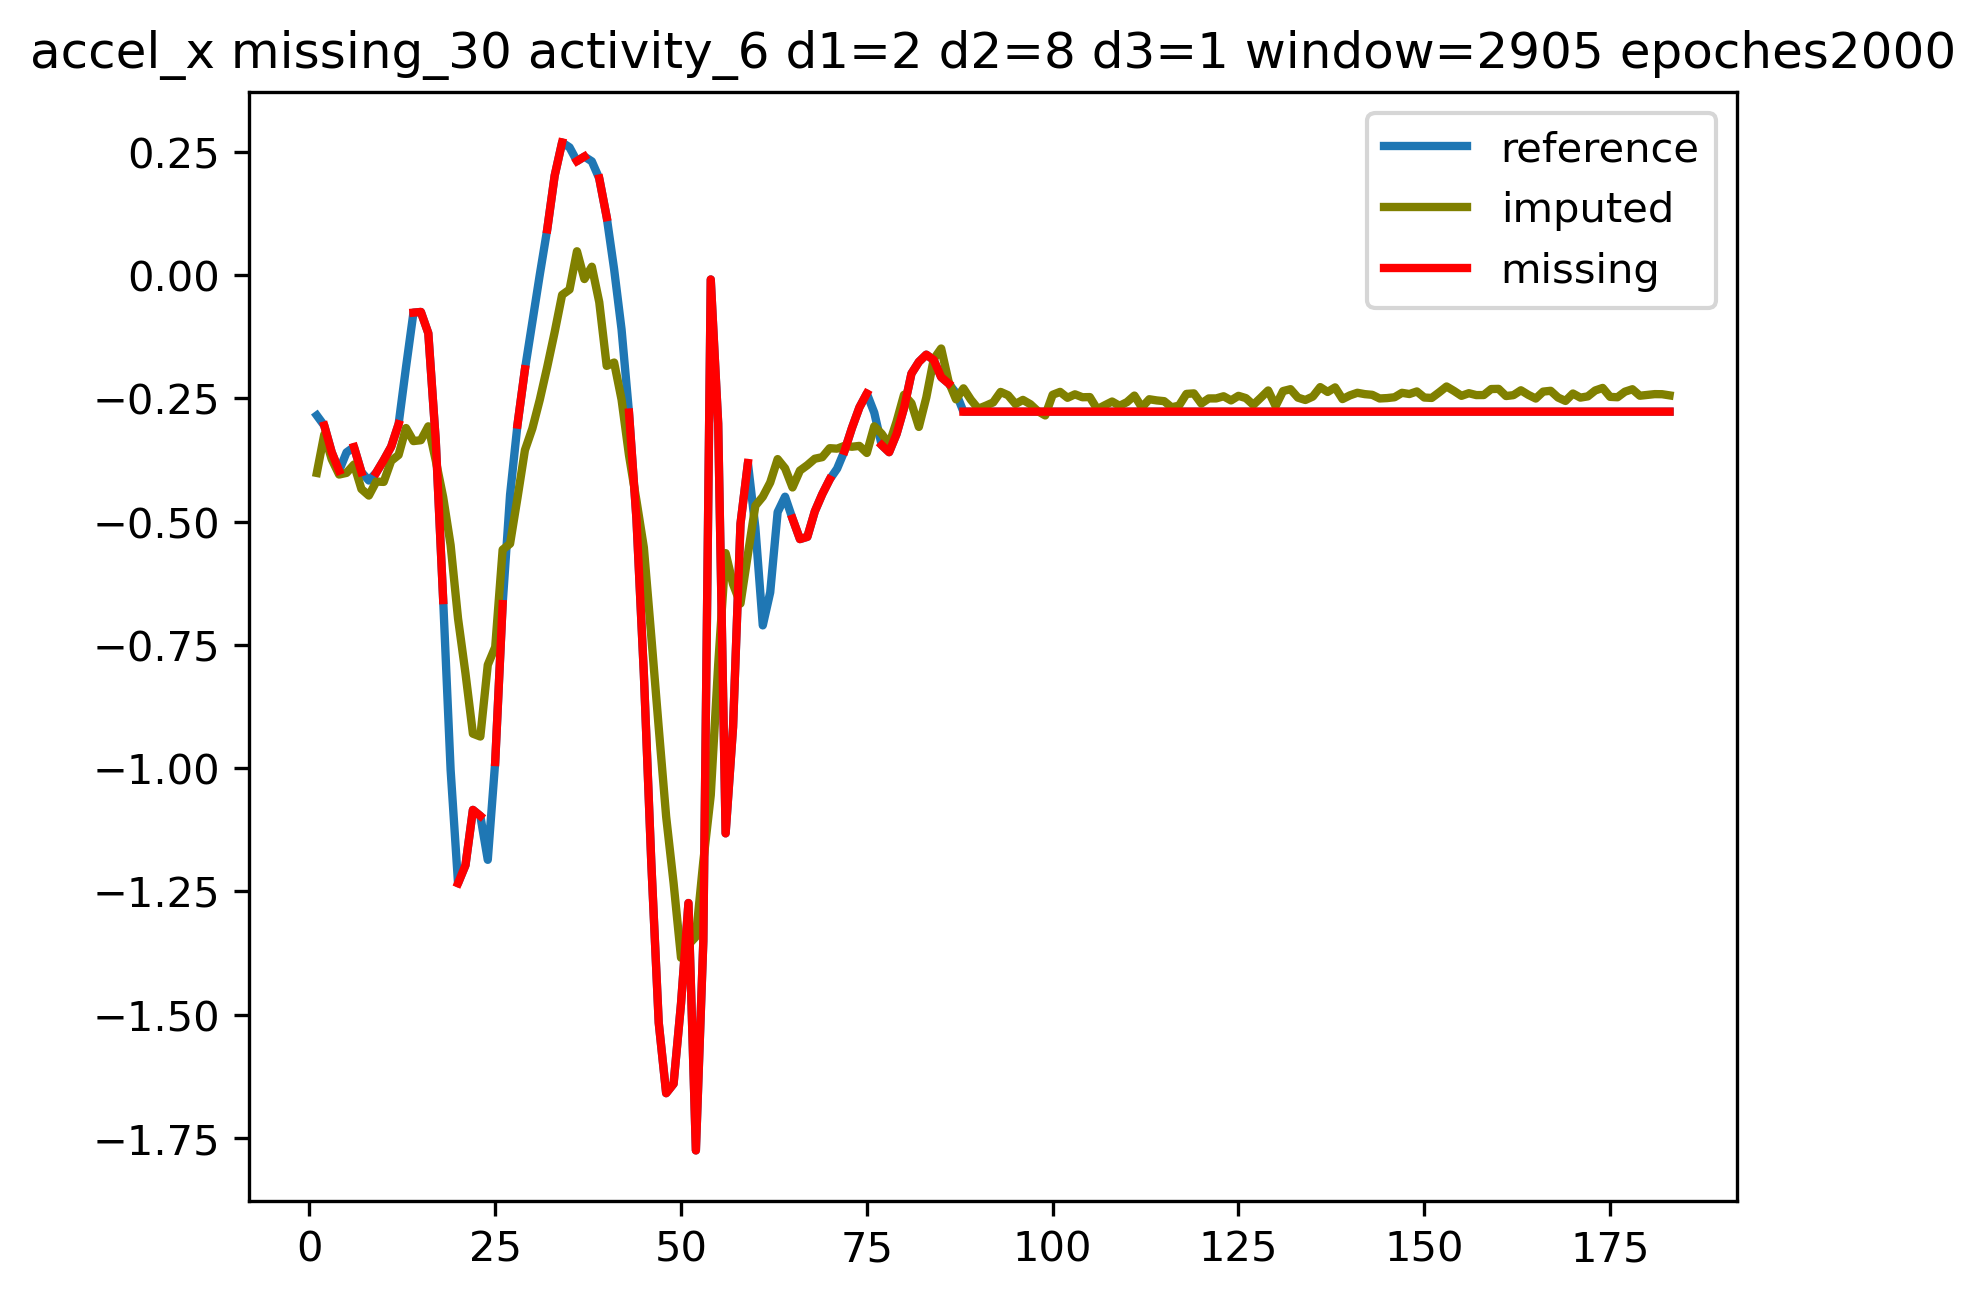 accel_x missing_30 activity_6 d1=2 d2=8 d3=1 window=2905 epoches2000
reference
imputed
missing
0.25
0.00
−0.25
−0.50
−0.75
−1.00
−1.25
−1.50
−1.75
0 25 50 75 100 125 150 175